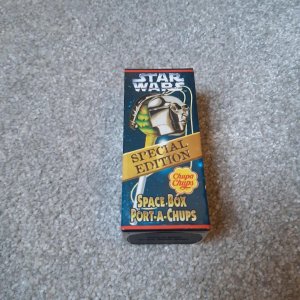 STAR
WARS
SPECIAL
EDITION
Chupa
Chups
SPACE BOX
PORT-A-CHUPS